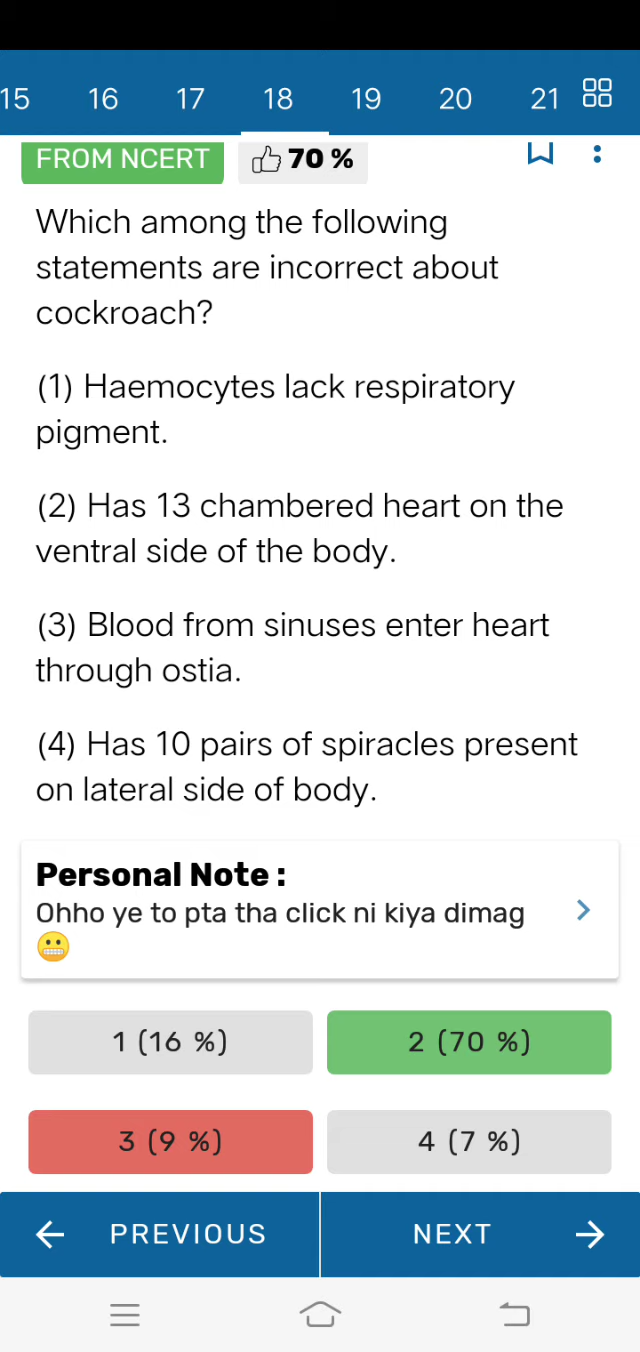 15 16 17 18 19 20 21
FROM NCERT 70 %
Which among the following
statements are incorrect about
cockroach?
(1) Haemocytes lack respiratory
pigment.
(2) Has 13 chambered heart on the
ventral side of the body.
(3) Blood from sinuses enter heart
through ostia.
(4) Has 10 pairs of spiracles present
on lateral side of body.
Personal Note :
Ohho ye to pta tha click ni kiya dimag
😬
1 (16 %) 2 (70 %)
3 (9 %) 4 (7 %)
PREVIOUS NEXT